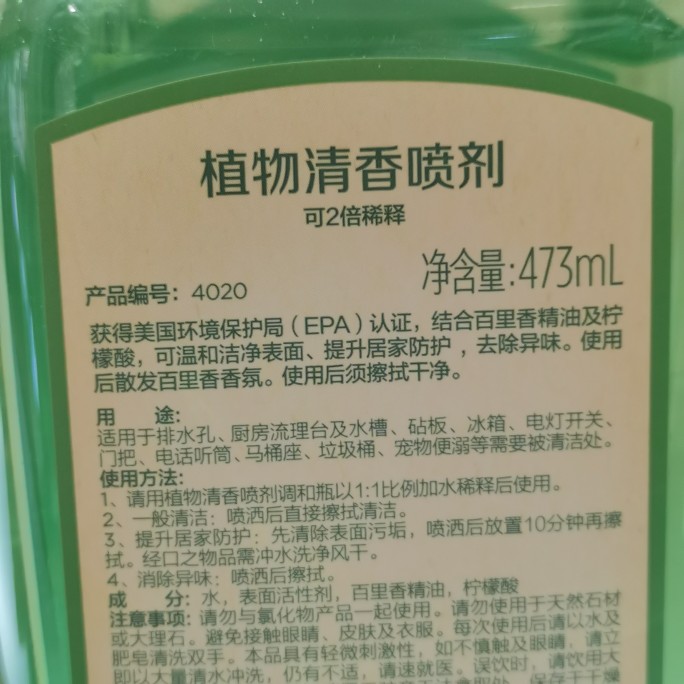 植物清香喷剂
可2倍稀释
净含量:473mL
产品编号：4020
获得美国环境保护局（EPA）认证，结合百里香精油及柠
檬酸，可温和洁净表面、提升居家防护，去除异味。使用
后散发百里香香氛。使用后须擦拭干净。
用 途:
适用于排水孔、厨房流理台及水槽、砧板、冰箱、电灯开关、
门把、电话听筒、马桶座、垃圾桶、宠物便溺等需要被清洁处。
使用方法:
1、请用植物清香喷剂调和瓶以1:1比例加水稀释后使用。
2、一般清洁：喷洒后直接擦拭清洁。
3、提升居家防护：先清除表面污垢，喷洒后放置10分钟再擦
拭。经口之物品需冲水洗净风干。
4、消除异味：喷洒后擦拭。
成 分: 水，表面活性剂，百里香精油，柠檬酸
注意事项: 请勿与氯化物产品一起使用。请勿使用于天然石材
或大理石。避免接触眼睛、皮肤及衣服。每次使用后请以水及
肥皂清洗双手。本品具有轻微刺激性，如不慎触及眼睛，请立
即以大量清水冲洗，仍有不适，请速就医。误饮时，请饮用大